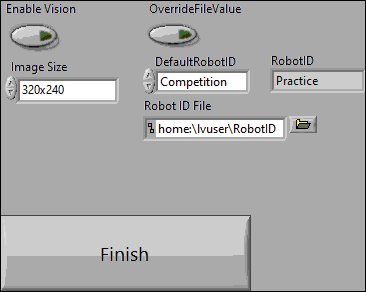 Enable Vision
OverrideFileValue
Image Size
320x240
DefaultRobotID
Competition
RobotID
Practice
Robot ID File
home:\lvuser\RobotID
Finish